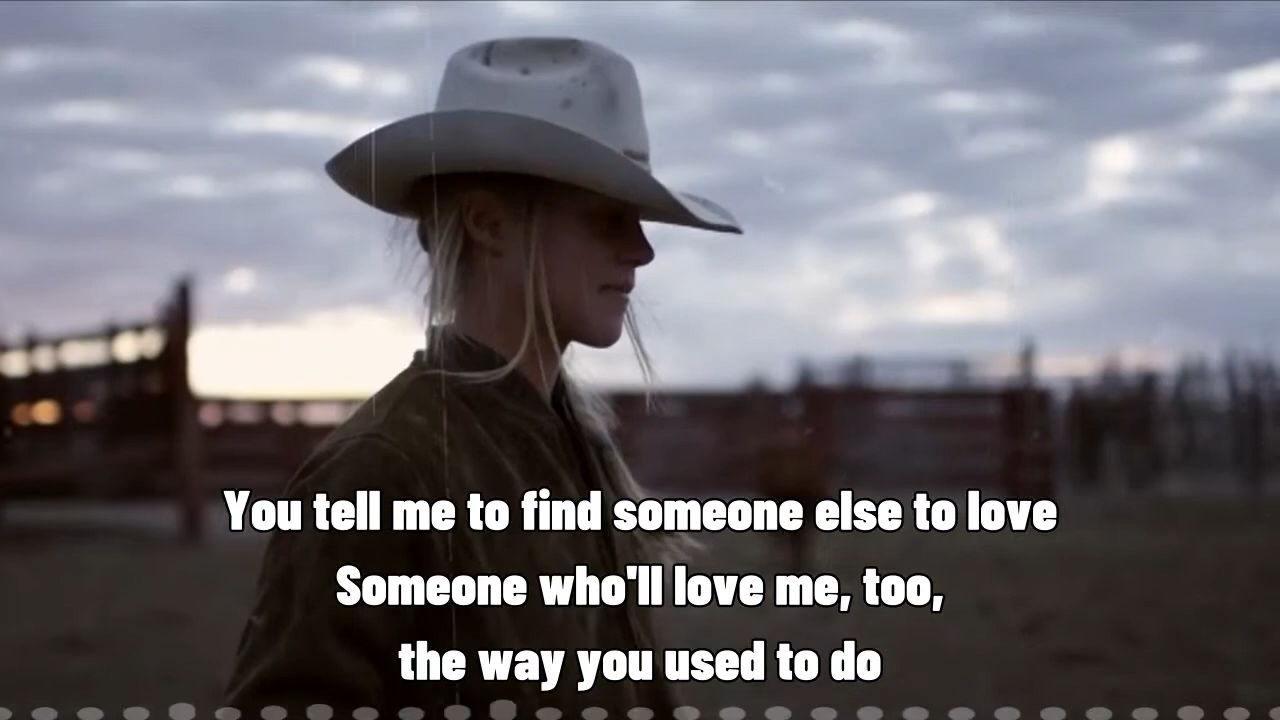 You tell me to find someone else to love
Someone who'll love me, too,
the way you used to do